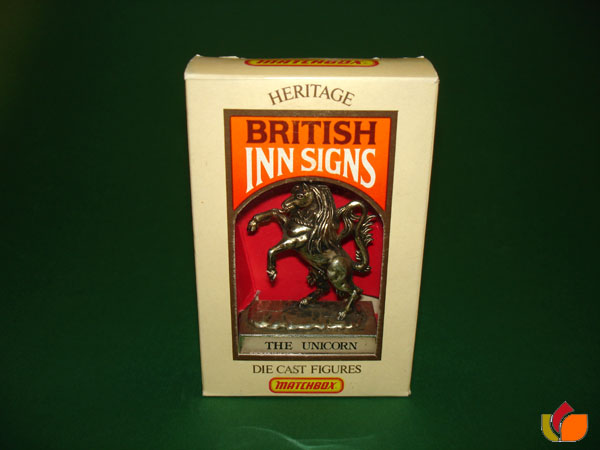 MATCHBOX
HERITAGE
BRITISH
INN SIGNS
THE UNICORN
DIE CAST FIGURES
MATCHBOX